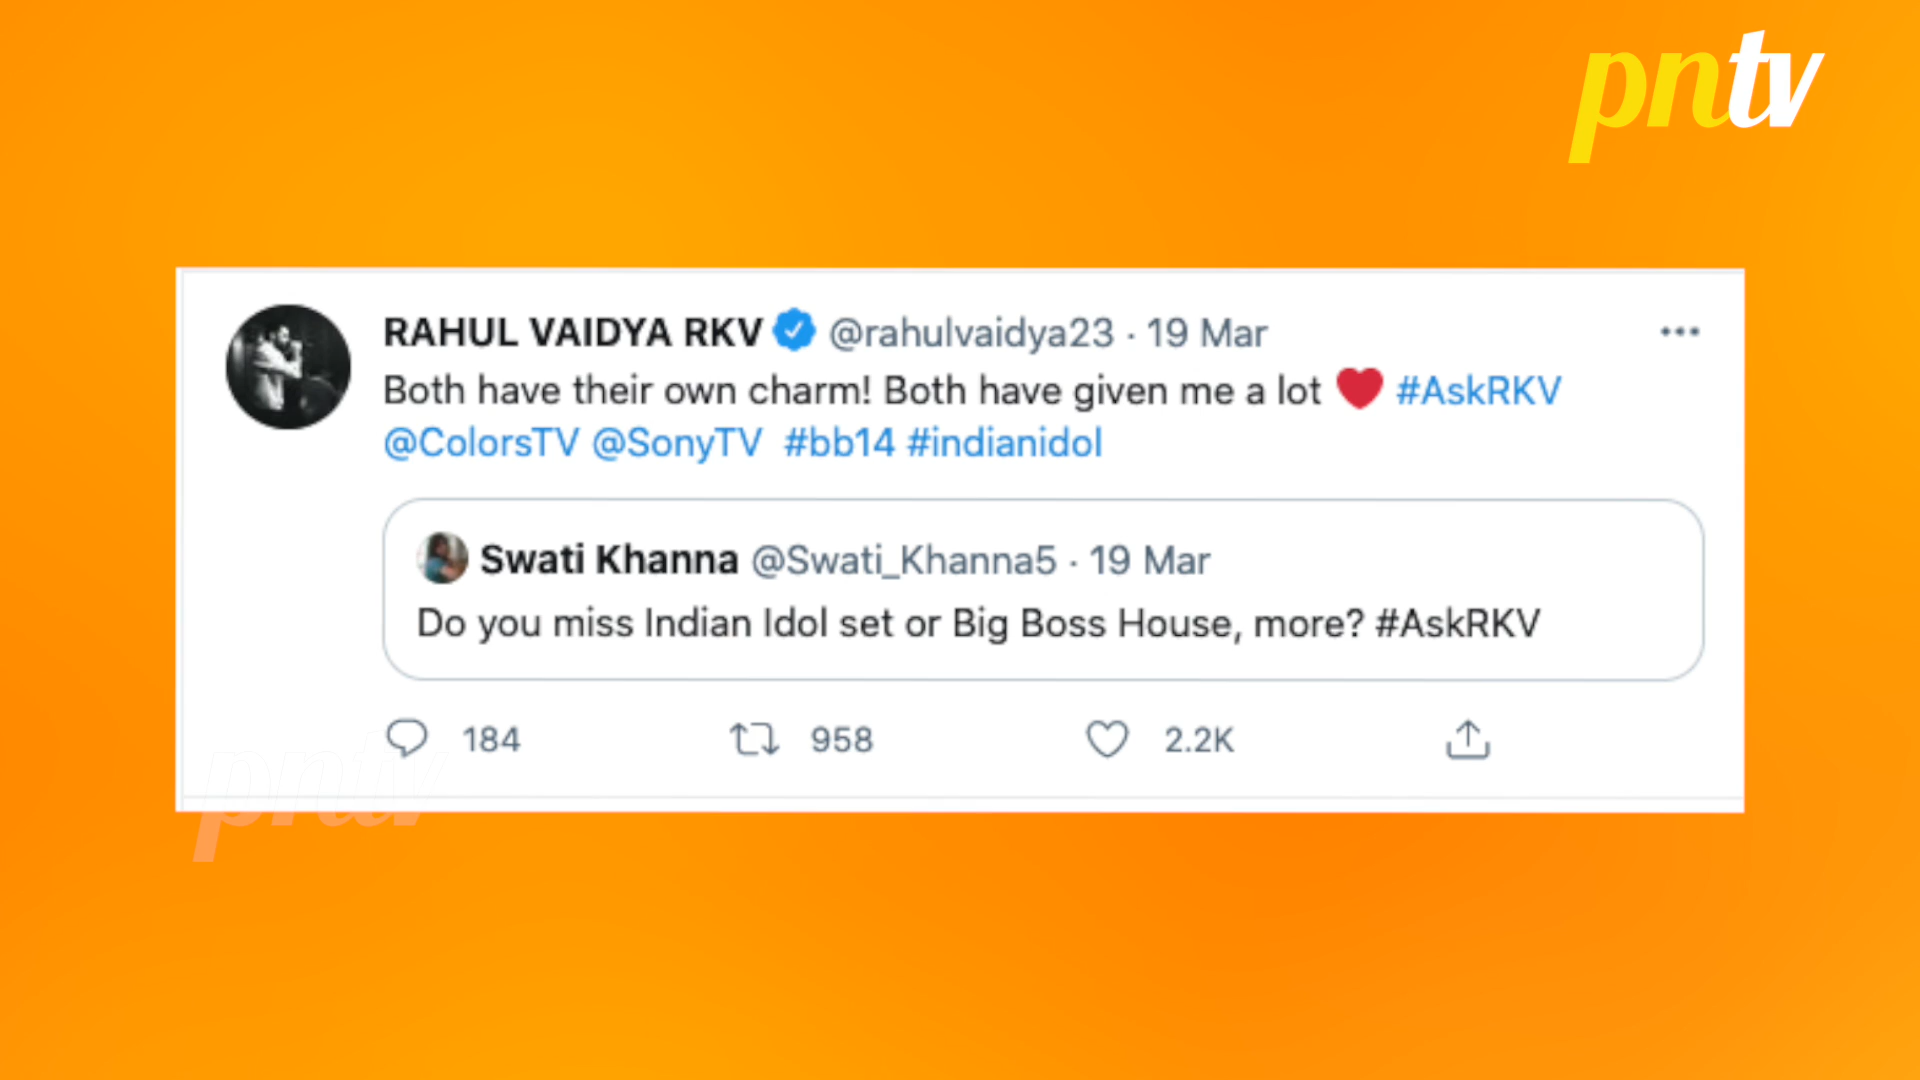 pntv
RAHUL VAIDYA RKV @rahulvaidya23 · 19 Mar
Both have their own charm! Both have given me a lot ❤️ #AskRKV
@ColorsTV @SonyTV #bb14 #indianidol
Swati Khanna @Swati_Khanna5 · 19 Mar
Do you miss Indian Idol set or Big Boss House, more? #AskRKV
184 958 2.2K
pntv